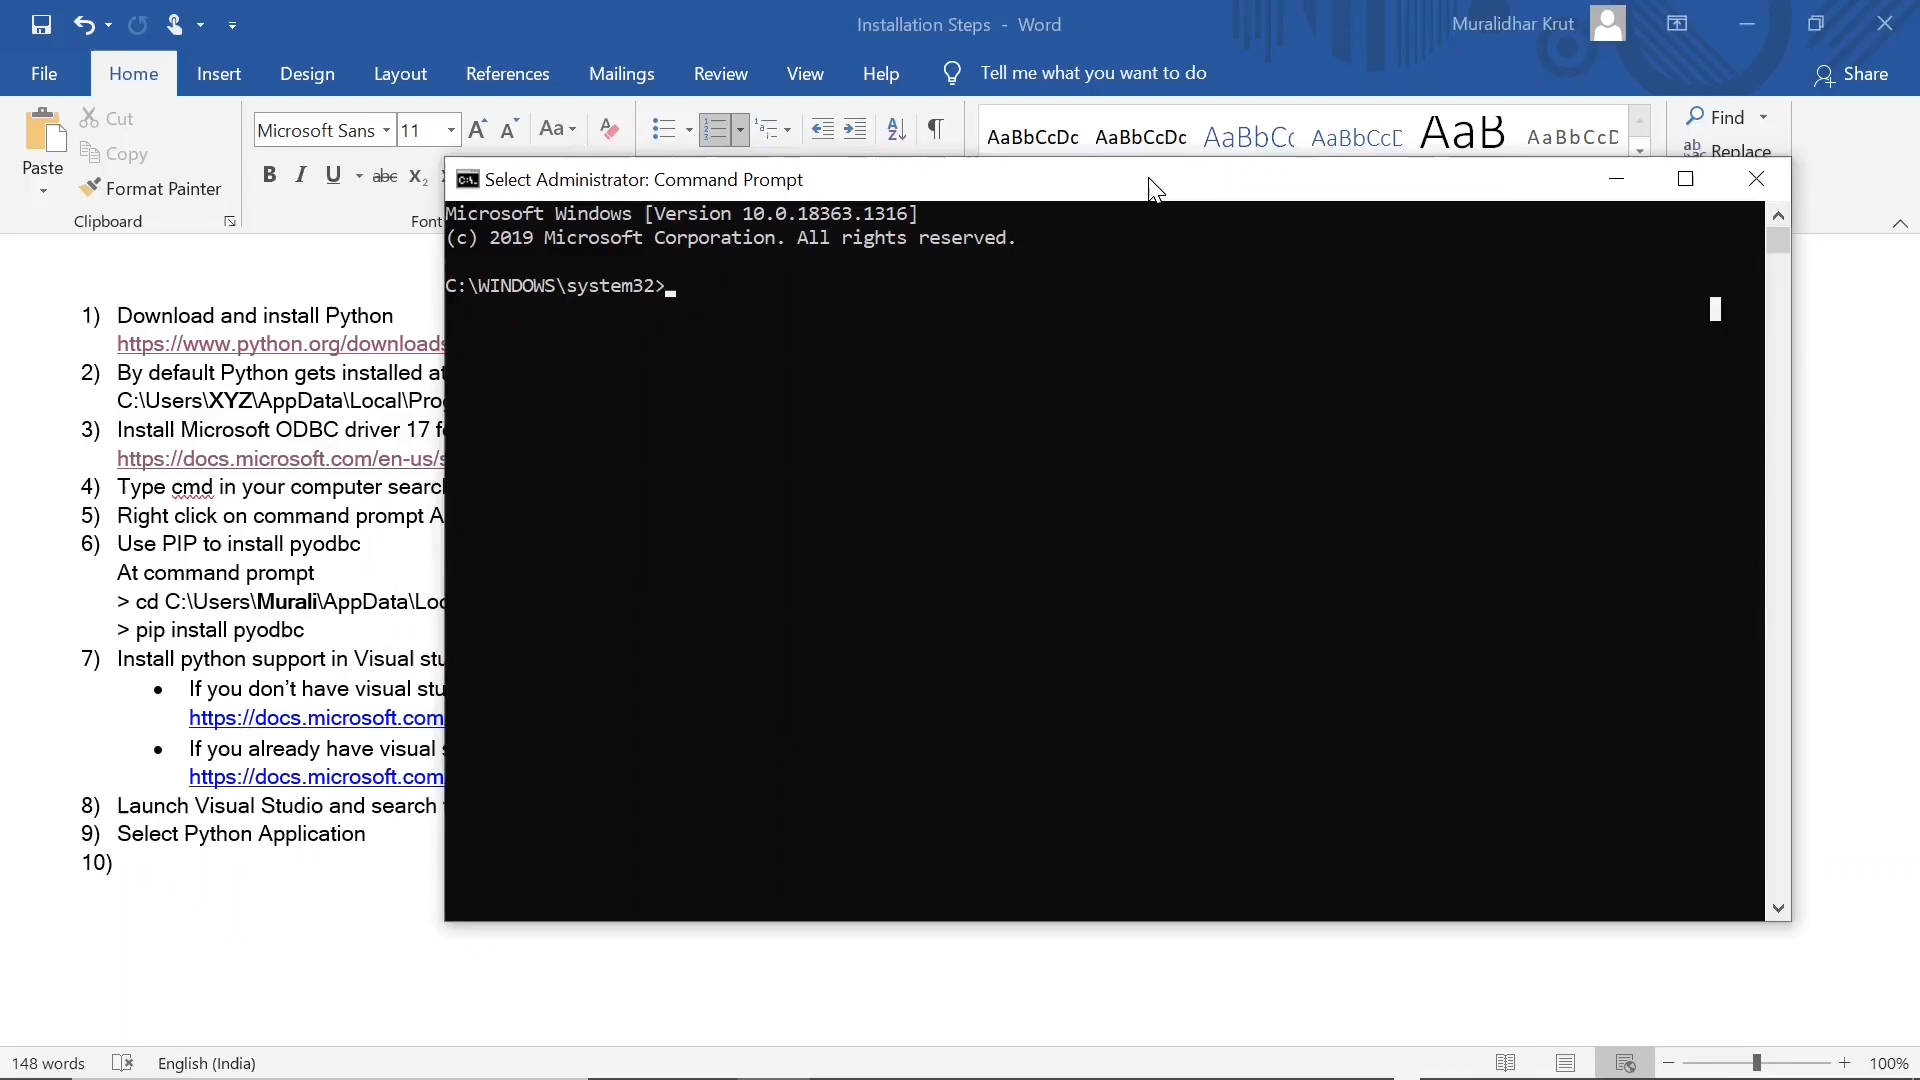 Installation Steps - Word
Muralidhar Krut
File Home Insert Design Layout References Mailings Review View Help Tell me what you want to do Share
Paste
Cut
Copy
Format Painter
Clipboard
Microsoft Sans 11
Aa
B I U abc X₂
Font
AaBbCcDc AaBbCcDc AaBbCc AaBbCcE AaB AaBbCcD
Find
Replace
Select Administrator: Command Prompt
Microsoft Windows [Version 10.0.18363.1316]
(c) 2019 Microsoft Corporation. All rights reserved.
C:\WINDOWS\system32>
1) Download and install Python
https://www.python.org/downloads
2) By default Python gets installed at
C:\Users\XYZ\AppData\Local\Prog
3) Install Microsoft ODBC driver 17 fo
https://docs.microsoft.com/en-us/s
4) Type cmd in your computer search
5) Right click on command prompt A
6) Use PIP to install pyodbc
At command prompt
> cd C:\Users\Murali\AppData\Loc
> pip install pyodbc
7) Install python support in Visual stu
• If you don’t have visual stu
https://docs.microsoft.com
• If you already have visual s
https://docs.microsoft.com
8) Launch Visual Studio and search
9) Select Python Application
10)
148 words English (India) 100%